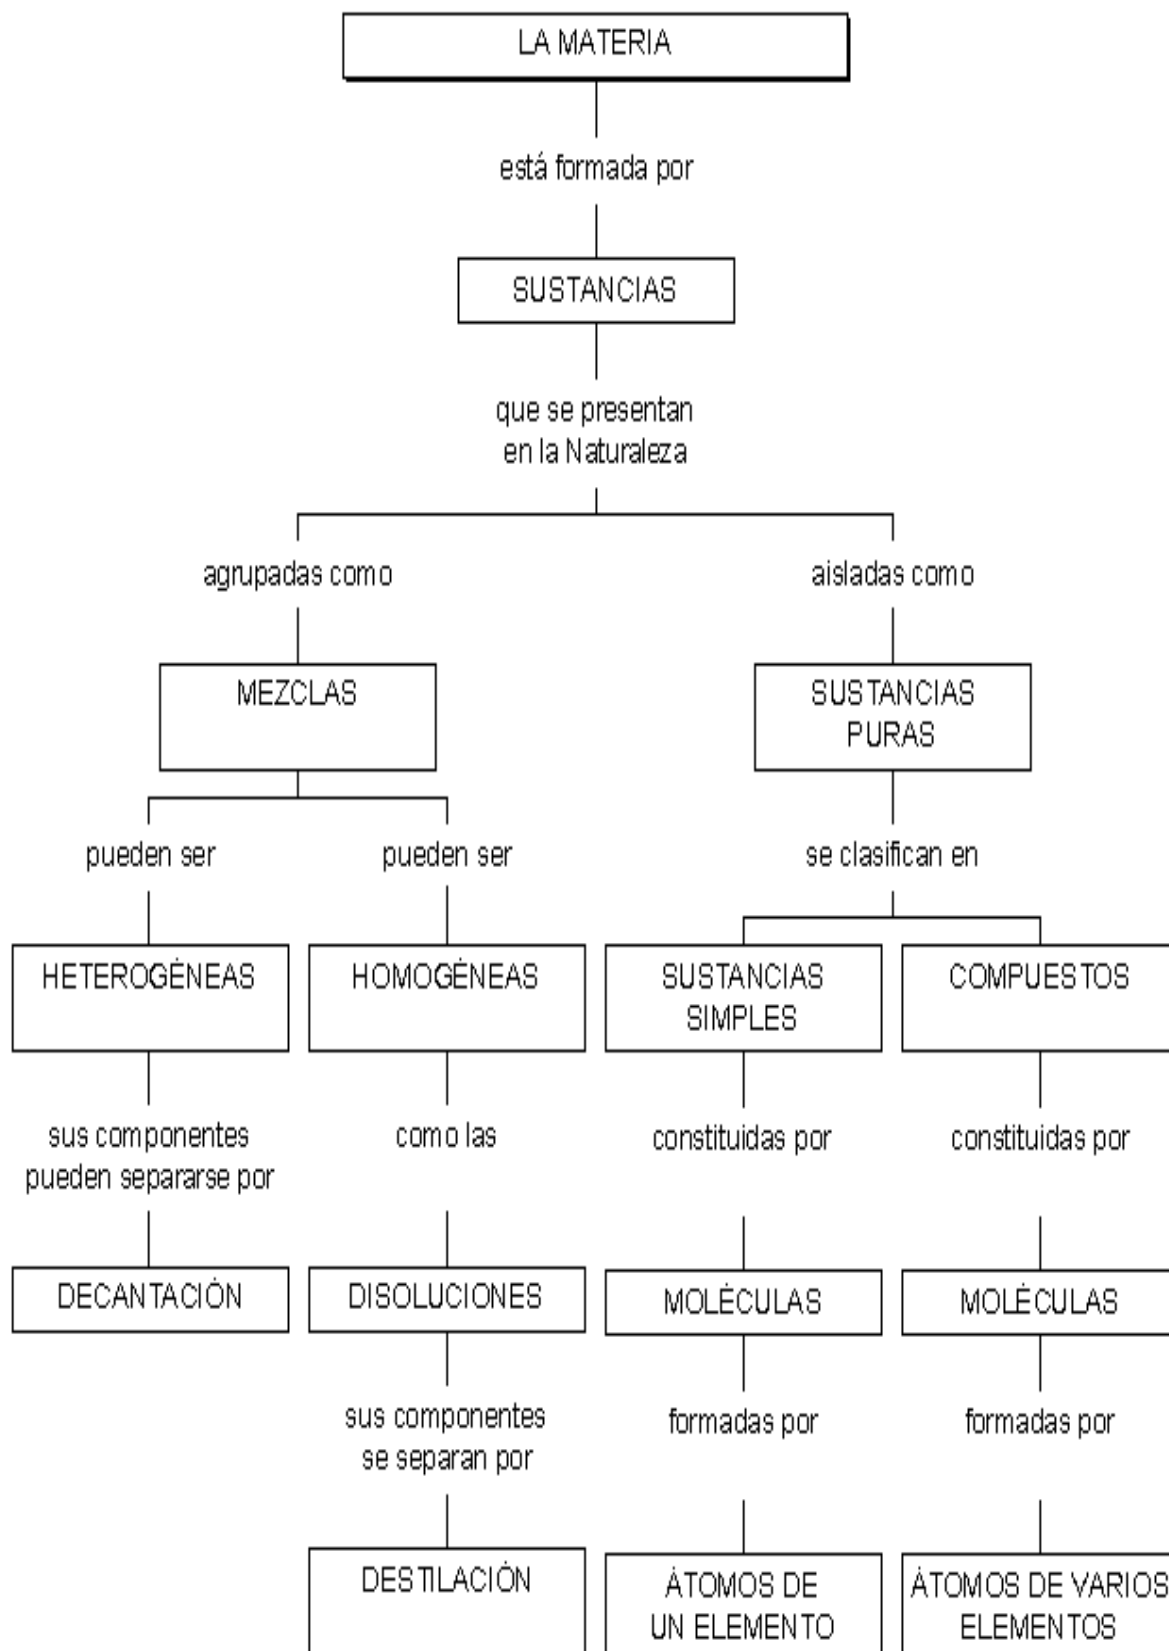 LA MATERIA
está formada por
SUSTANCIAS
que se presentan
en la Naturaleza
agrupadas como
aisladas como
MEZCLAS
SUSTANCIAS
PURAS
pueden ser
pueden ser
se clasifican en
HETEROGÉNEAS
HOMOGÉNEAS
SUSTANCIAS
SIMPLES
COMPUESTOS
sus componentes
pueden separarse por
como las
constituidas por
constituidas por
DECANTACIÓN
DISOLUCIONES
MOLÉCULAS
MOLÉCULAS
sus componentes
se separan por
formadas por
formadas por
DESTILACIÓN
ÁTOMOS DE
UN ELEMENTO
ÁTOMOS DE VARIOS
ELEMENTOS